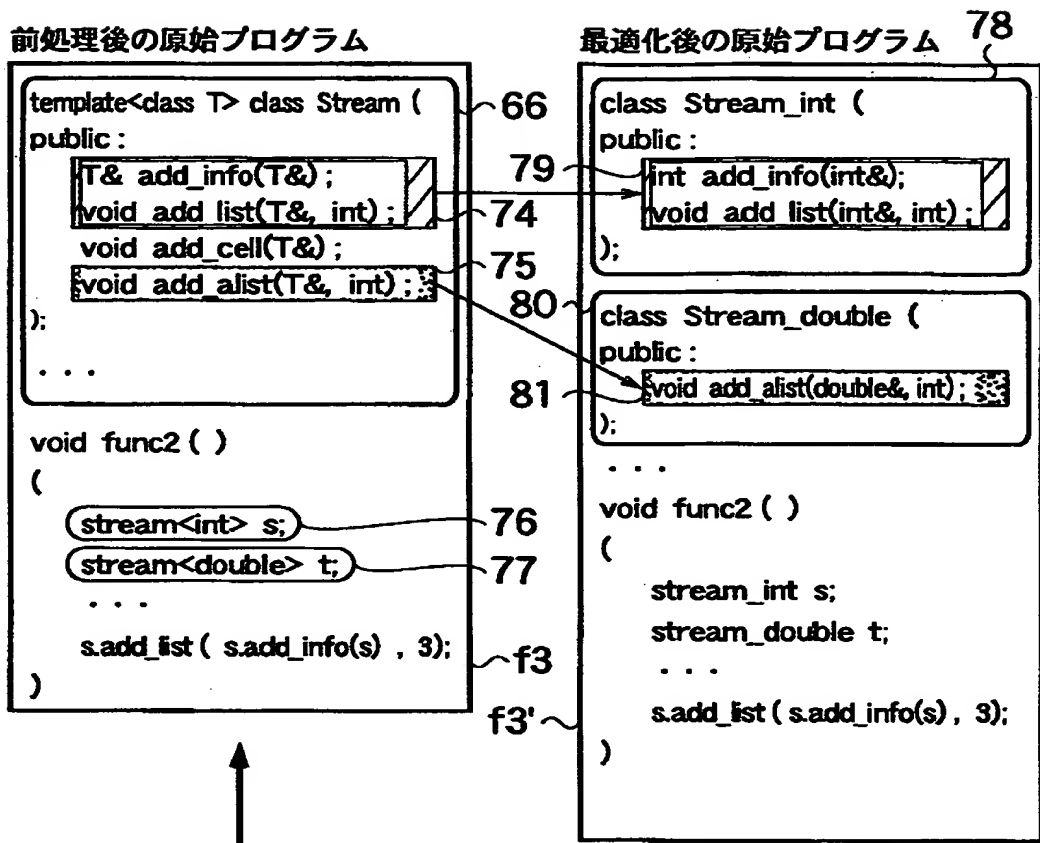 前処理後の原始プログラム
template<class T> class Stream (
public :
T& add_info(T&) ;
void add_list(T&, int) ;
void add_cell(T&) ;
void add_alist(T&, int) ;
);
. . .
void func2 ( )
(
stream<int> s;
stream<double> t;
. . .
s.add_list ( s.add_info(s) , 3);
)
66
74
75
76
77
f3
最適化後の原始プログラム
78
class Stream_int (
public :
79
int add_info(int&);
void add_list(int&, int) ;
);
80
class Stream_double (
public :
81
void add_alist(double&, int) ;
);
. . .
void func2 ( )
(
stream_int s;
stream_double t;
. . .
s.add_list ( s.add_info(s) , 3);
)
f3'